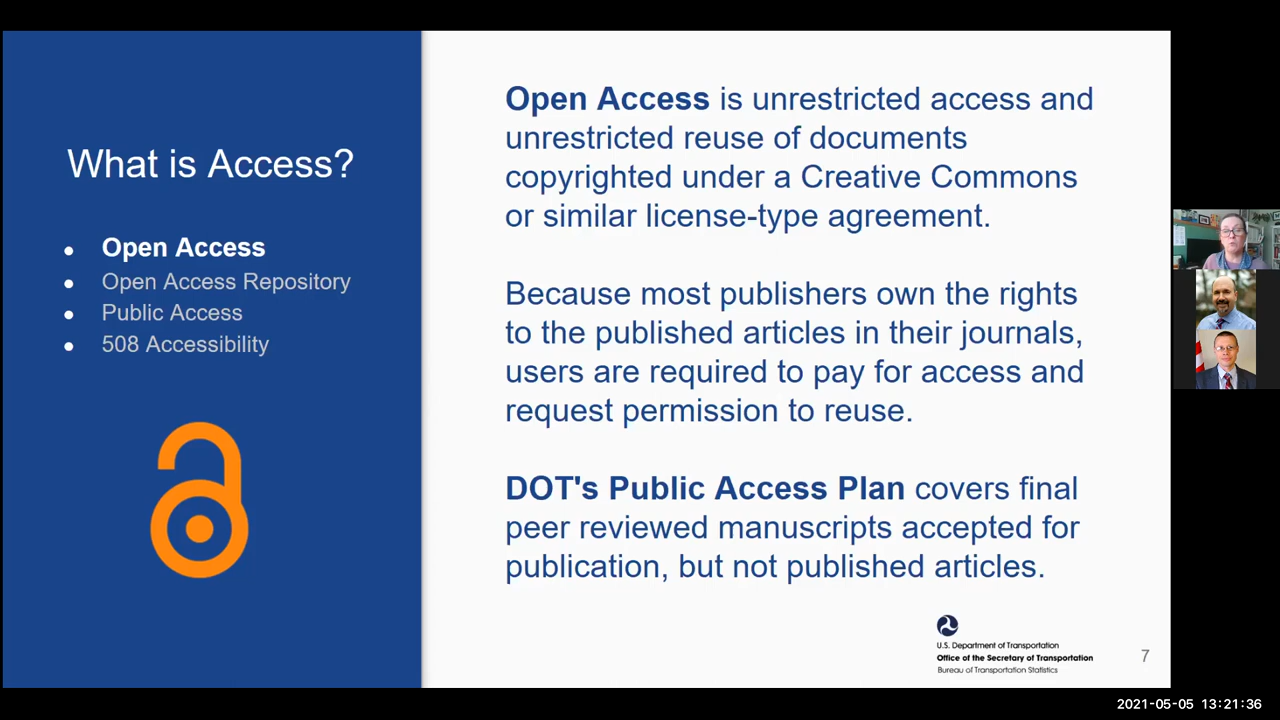 What is Access?
● Open Access
● Open Access Repository
● Public Access
● 508 Accessibility
Open Access is unrestricted access and
unrestricted reuse of documents
copyrighted under a Creative Commons
or similar license-type agreement.
Because most publishers own the rights
to the published articles in their journals,
users are required to pay for access and
request permission to reuse.
DOT's Public Access Plan covers final
peer reviewed manuscripts accepted for
publication, but not published articles.
U.S. Department of Transportation
Office of the Secretary of Transportation
Bureau of Transportation Statistics
7
2021-05-05 13:21:36